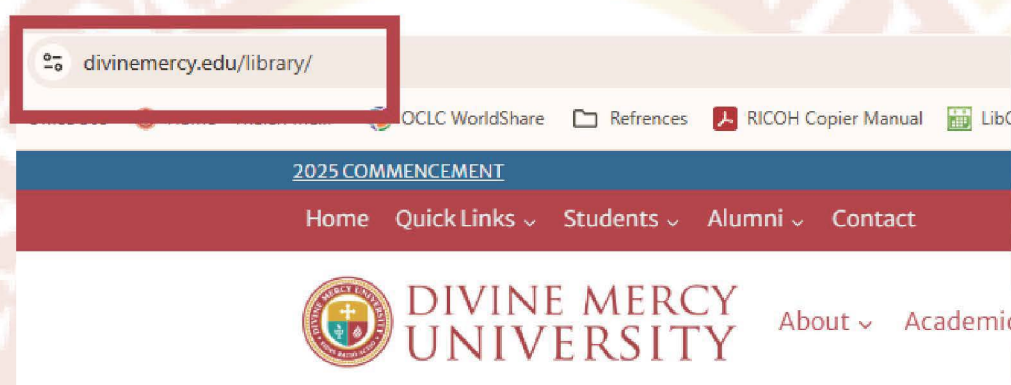 divinemercy.edu/library/
OCLC WorldShare Refrences RICOH Copier Manual
2025 COMMENCEMENT
Home Quick Links Students Alumni Contact
DIVINE MERCY
UNIVERSITY
About